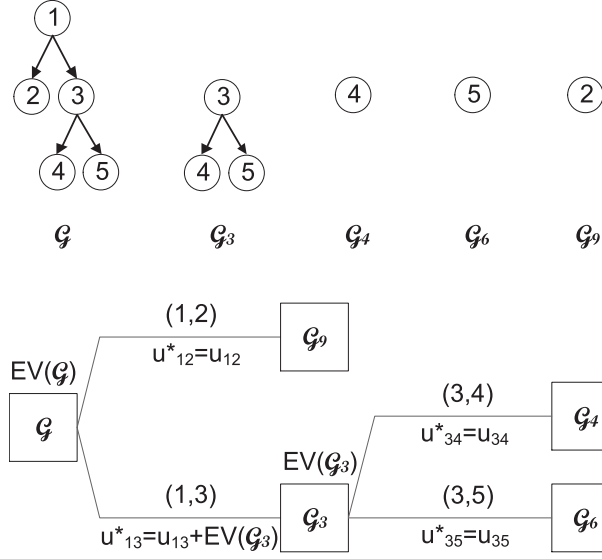 1
2 3 3 4 5 2
4 5 4 5
𝒢 𝒢3 𝒢4 𝒢6 𝒢9
(1,2)
u*12=u12
𝒢9
EV(𝒢)
𝒢
(3,4)
u*34=u34
𝒢4
EV(𝒢3)
(1,3)
u*13=u13+EV(𝒢3)
𝒢3
(3,5)
u*35=u35
𝒢6